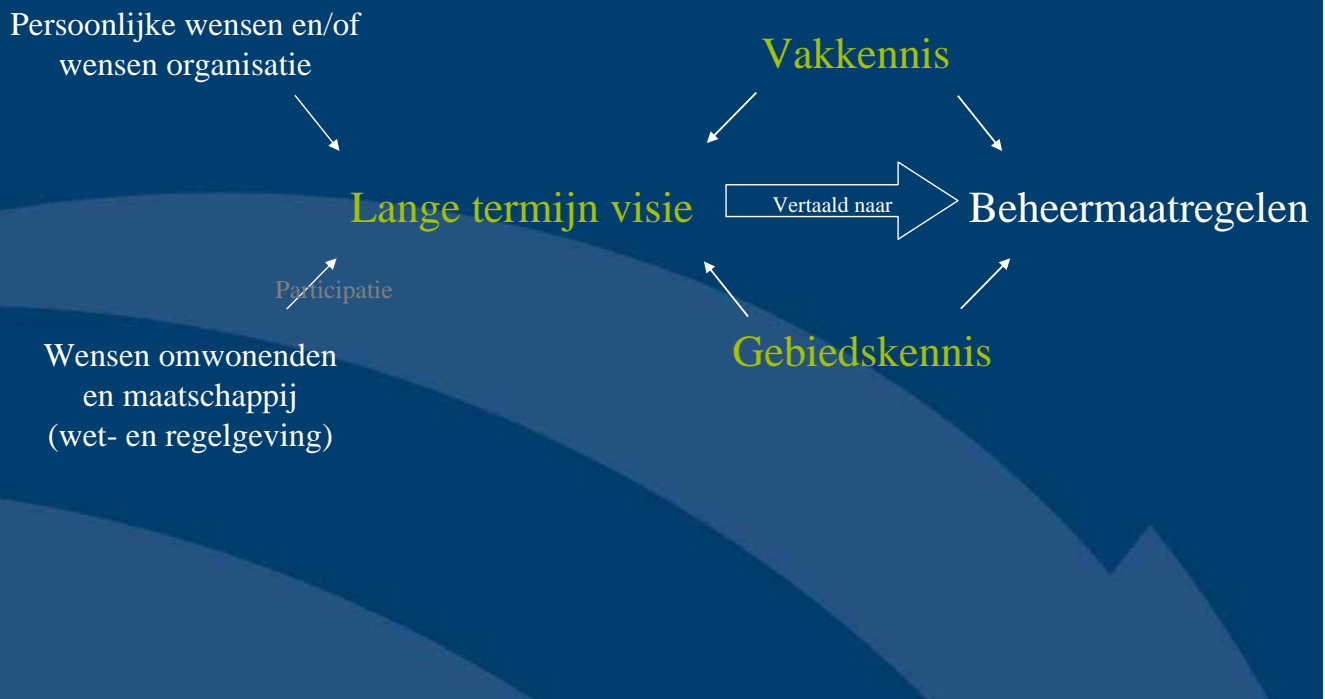 Persoonlijke wensen en/of
wensen organisatie
Vakkennis
Lange termijn visie
Vertaald naar
Beheermaatregelen
Participatie
Wensen omwonenden
en maatschappij
(wet- en regelgeving)
Gebiedskennis